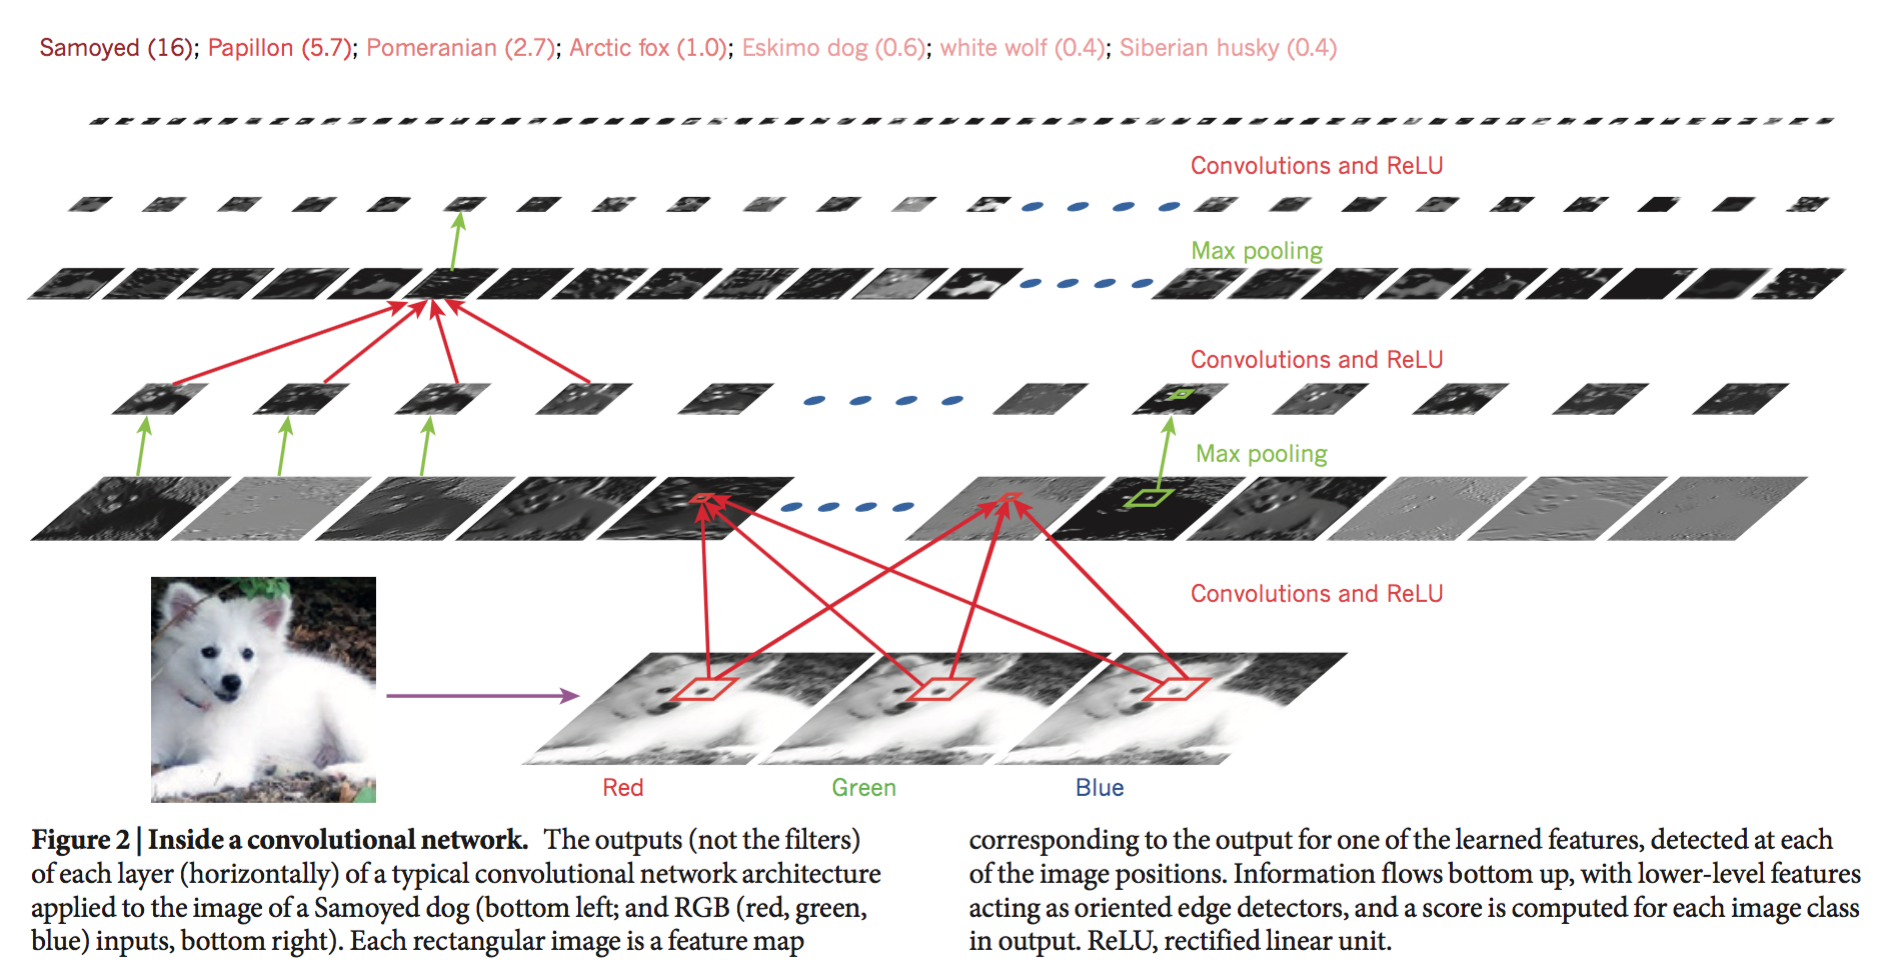 Samoyed (16); Papillon (5.7); Pomeranian (2.7); Arctic fox (1.0); Eskimo dog (0.6); white wolf (0.4); Siberian husky (0.4)
Convolutions and ReLU
Max pooling
Convolutions and ReLU
Max pooling
Convolutions and ReLU
Red
Green
Blue
Figure 2 | Inside a convolutional network. The outputs (not the filters)
of each layer (horizontally) of a typical convolutional network architecture
applied to the image of a Samoyed dog (bottom left; and RGB (red, green,
blue) inputs, bottom right). Each rectangular image is a feature map
corresponding to the output for one of the learned features, detected at each
of the image positions. Information flows bottom up, with lower-level features
acting as oriented edge detectors, and a score is computed for each image class
in output. ReLU, rectified linear unit.